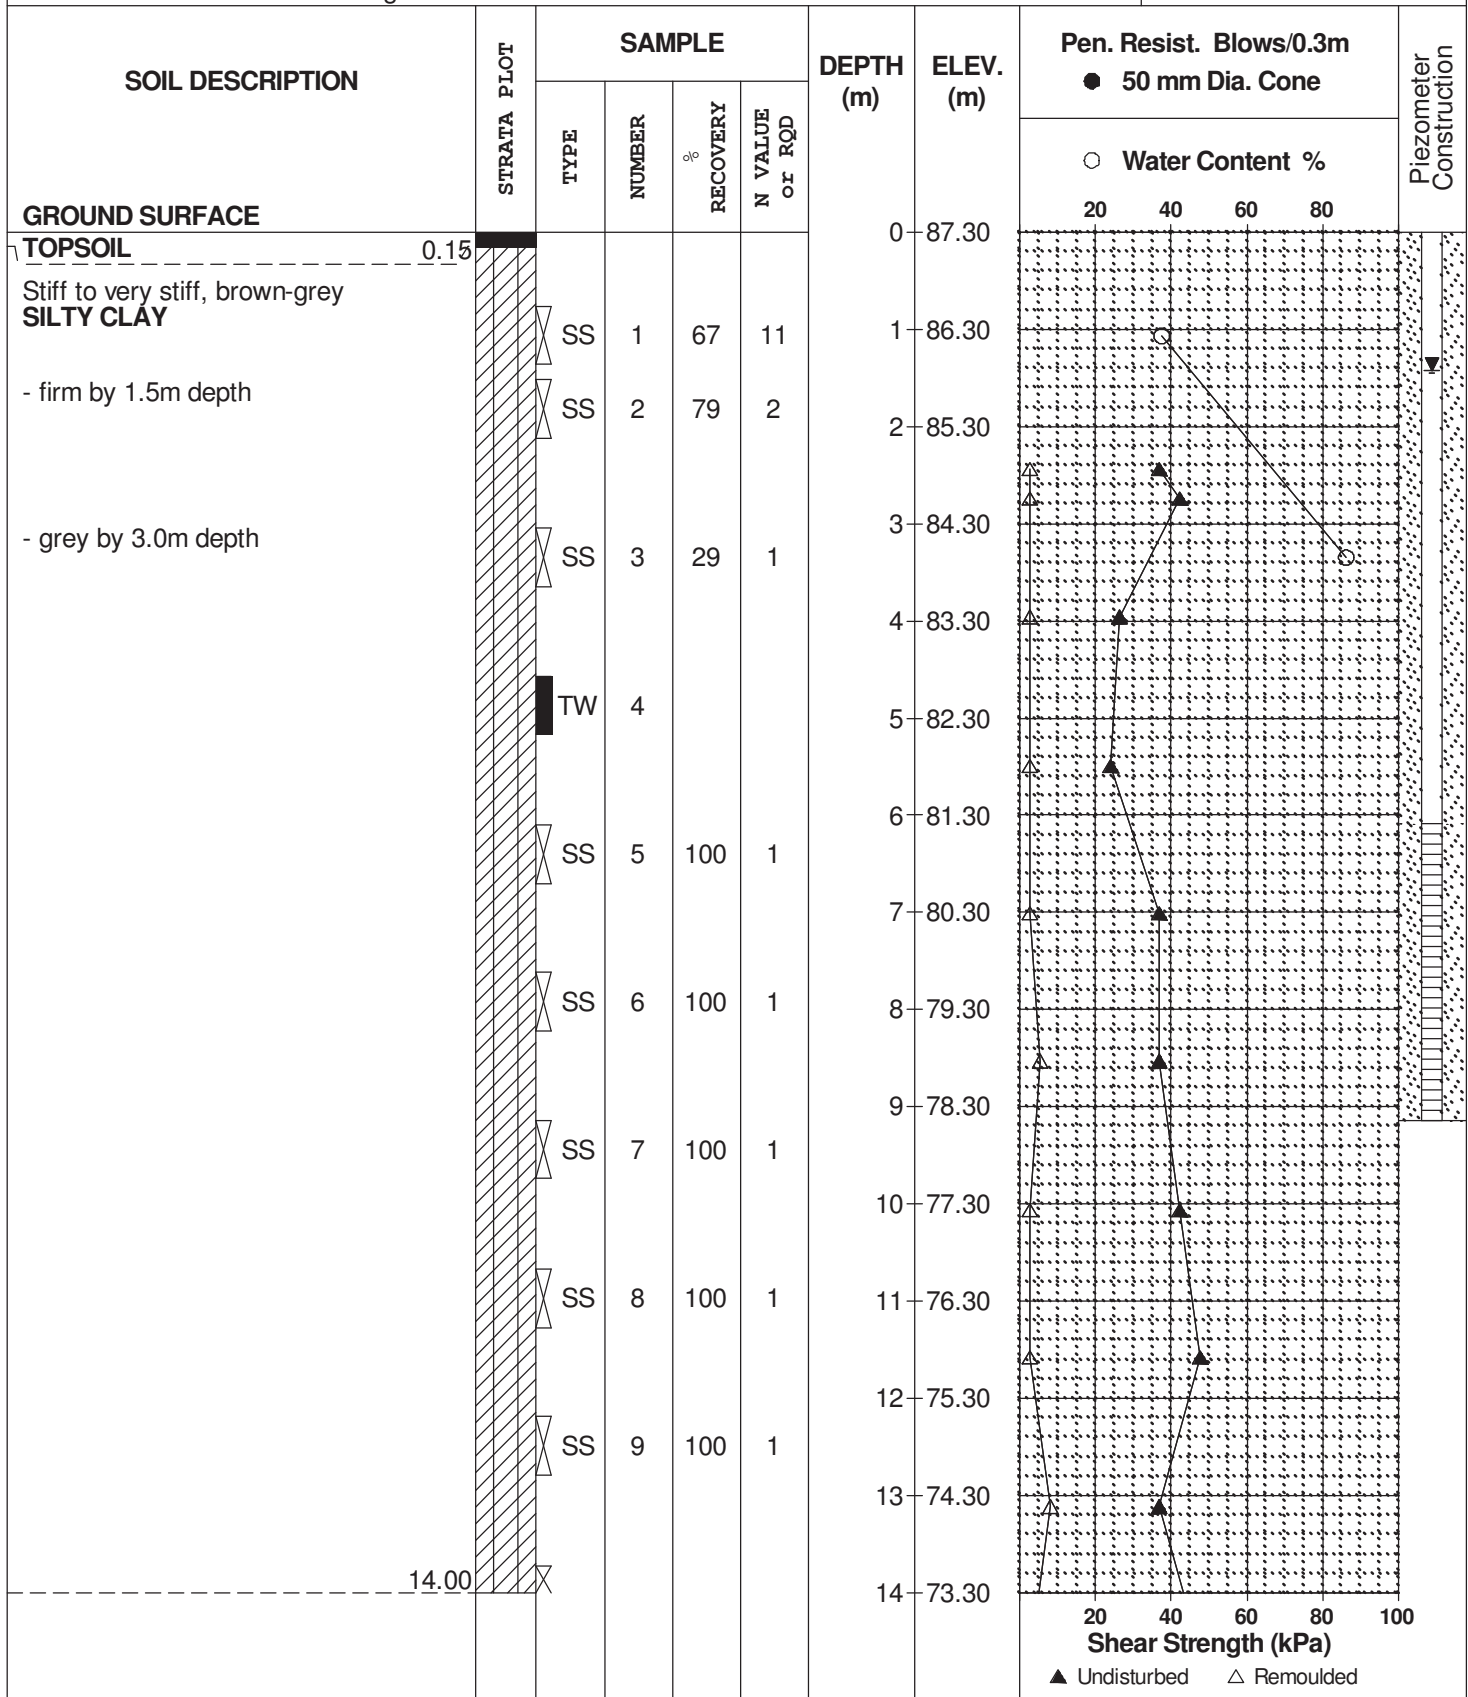 SOIL DESCRIPTION
STRATA PLOT
SAMPLE
TYPE
NUMBER
% RECOVERY
N VALUE or RQD
DEPTH (m)
ELEV. (m)
Pen. Resist. Blows/0.3m
● 50 mm Dia. Cone
○ Water Content %
Piezometer Construction
20 40 60 80
GROUND SURFACE
0 87.30
TOPSOIL 0.15
Stiff to very stiff, brown-grey
SILTY CLAY
SS 1 67 11
1 86.30
- firm by 1.5m depth
SS 2 79 2
2 85.30
3 84.30
- grey by 3.0m depth
SS 3 29 1
4 83.30
TW 4
5 82.30
6 81.30
SS 5 100 1
7 80.30
SS 6 100 1
8 79.30
9 78.30
SS 7 100 1
10 77.30
SS 8 100 1
11 76.30
12 75.30
SS 9 100 1
13 74.30
14.00
14 73.30
20 40 60 80 100
Shear Strength (kPa)
▲ Undisturbed △ Remoulded